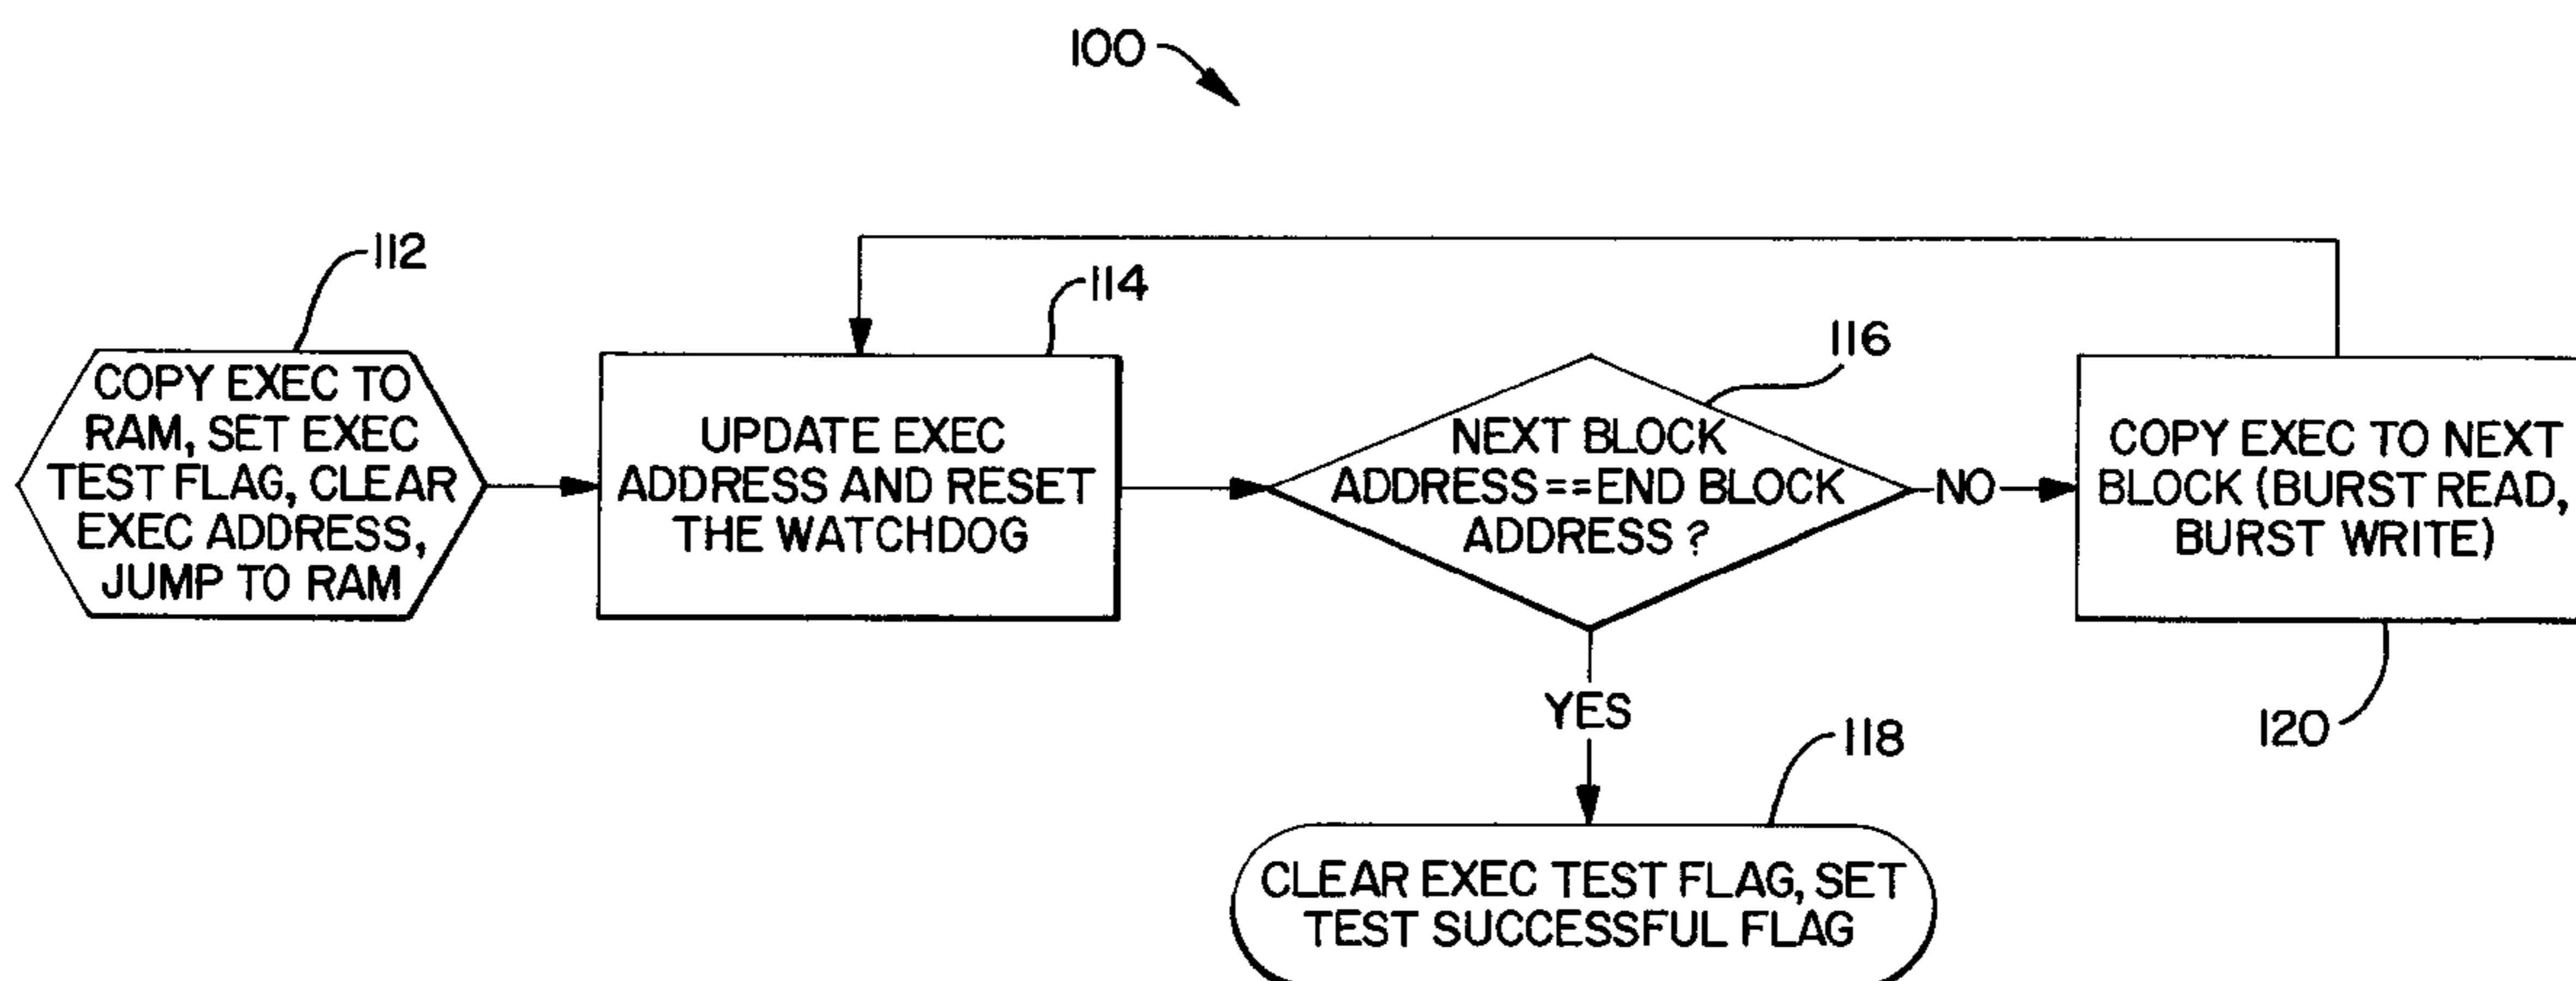 100
112
COPY EXEC TO
RAM, SET EXEC
TEST FLAG, CLEAR
EXEC ADDRESS,
JUMP TO RAM
114
UPDATE EXEC
ADDRESS AND RESET
THE WATCHDOG
116
NEXT BLOCK
ADDRESS==END BLOCK
ADDRESS?
NO
COPY EXEC TO NEXT
BLOCK (BURST READ,
BURST WRITE)
120
YES
118
CLEAR EXEC TEST FLAG, SET
TEST SUCCESSFUL FLAG